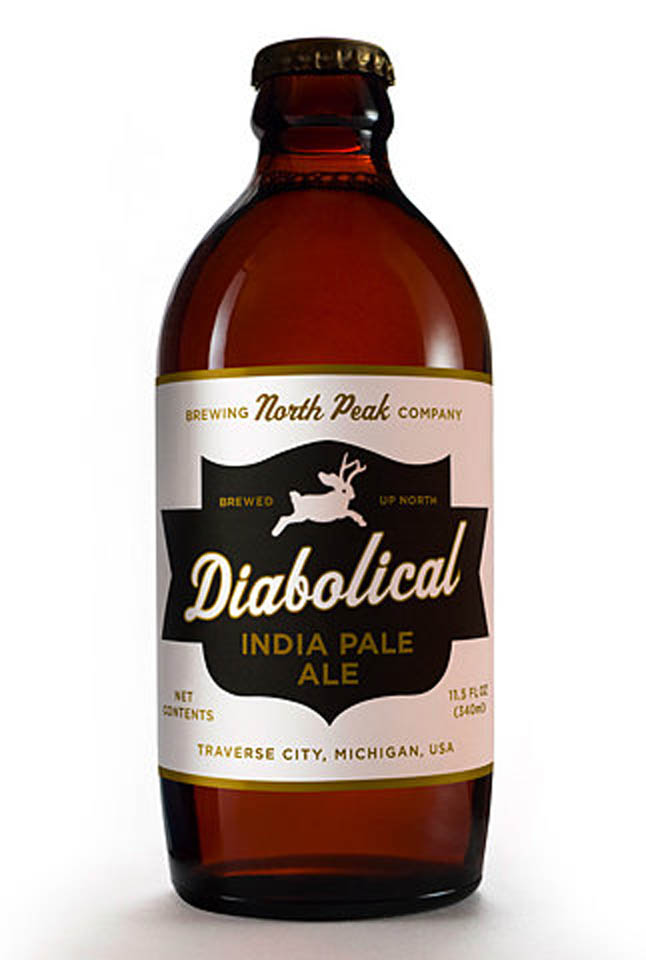 BREWING North Peak COMPANY
BREWED UP NORTH
Diabolical
INDIA PALE
ALE
NET
CONTENTS
11.5 FL OZ
(340ml)
TRAVERSE CITY, MICHIGAN, USA